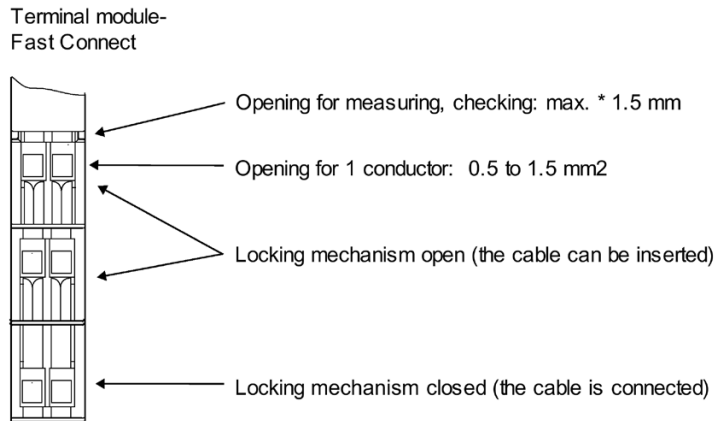 Terminal module-
Fast Connect
Opening for measuring, checking: max. * 1.5 mm
Opening for 1 conductor: 0.5 to 1.5 mm2
Locking mechanism open (the cable can be inserted)
Locking mechanism closed (the cable is connected)